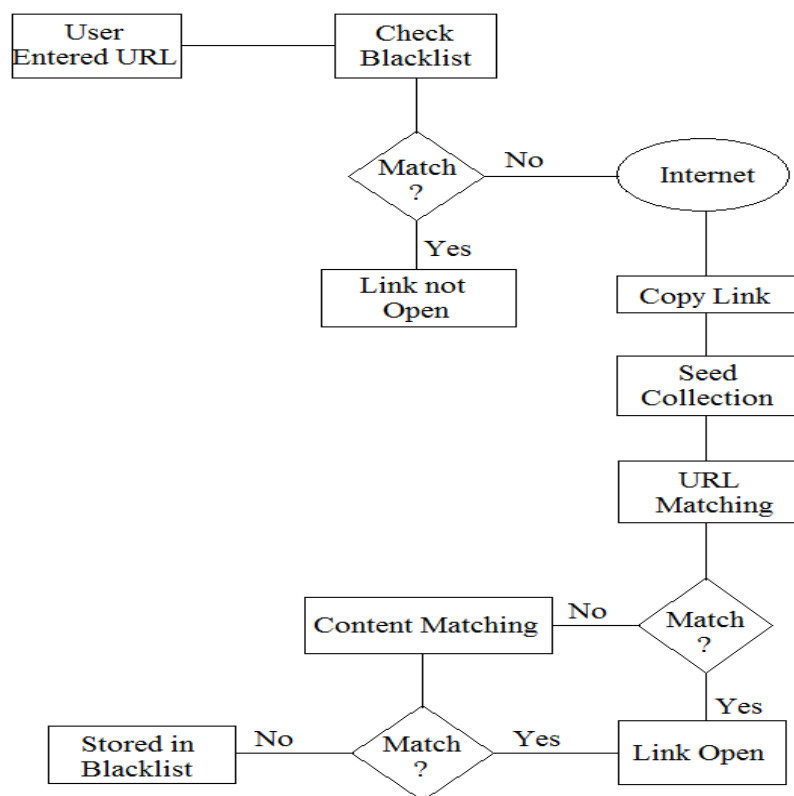 User
Entered URL
Check
Blacklist
Match
?
No
Internet
Yes
Link not
Open
Copy Link
Seed
Collection
URL
Matching
Content Matching
No
Match
?
Yes
Stored in
Blacklist
No
Match
?
Yes
Link Open